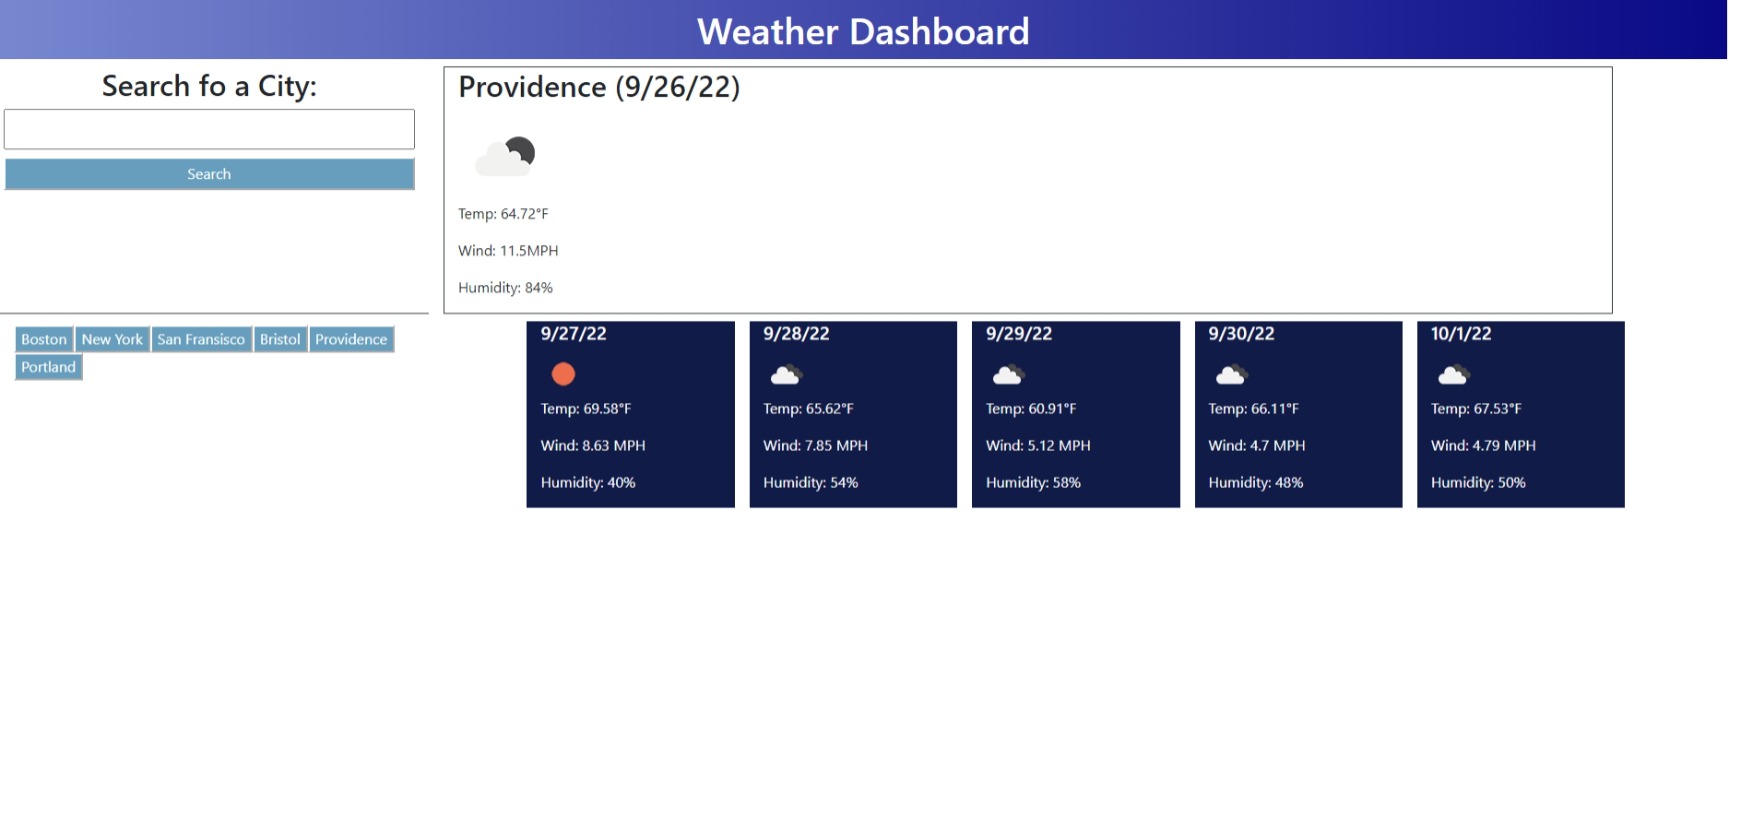 Weather Dashboard
Search fo a City:
Search
Boston New York San Fransisco Bristol Providence
Portland
Providence (9/26/22)
Temp: 64.72°F
Wind: 11.5MPH
Humidity: 84%
9/27/22
Temp: 69.58°F
Wind: 8.63 MPH
Humidity: 40%
9/28/22
Temp: 65.62°F
Wind: 7.85 MPH
Humidity: 54%
9/29/22
Temp: 60.91°F
Wind: 5.12 MPH
Humidity: 58%
9/30/22
Temp: 66.11°F
Wind: 4.7 MPH
Humidity: 48%
10/1/22
Temp: 67.53°F
Wind: 4.79 MPH
Humidity: 50%